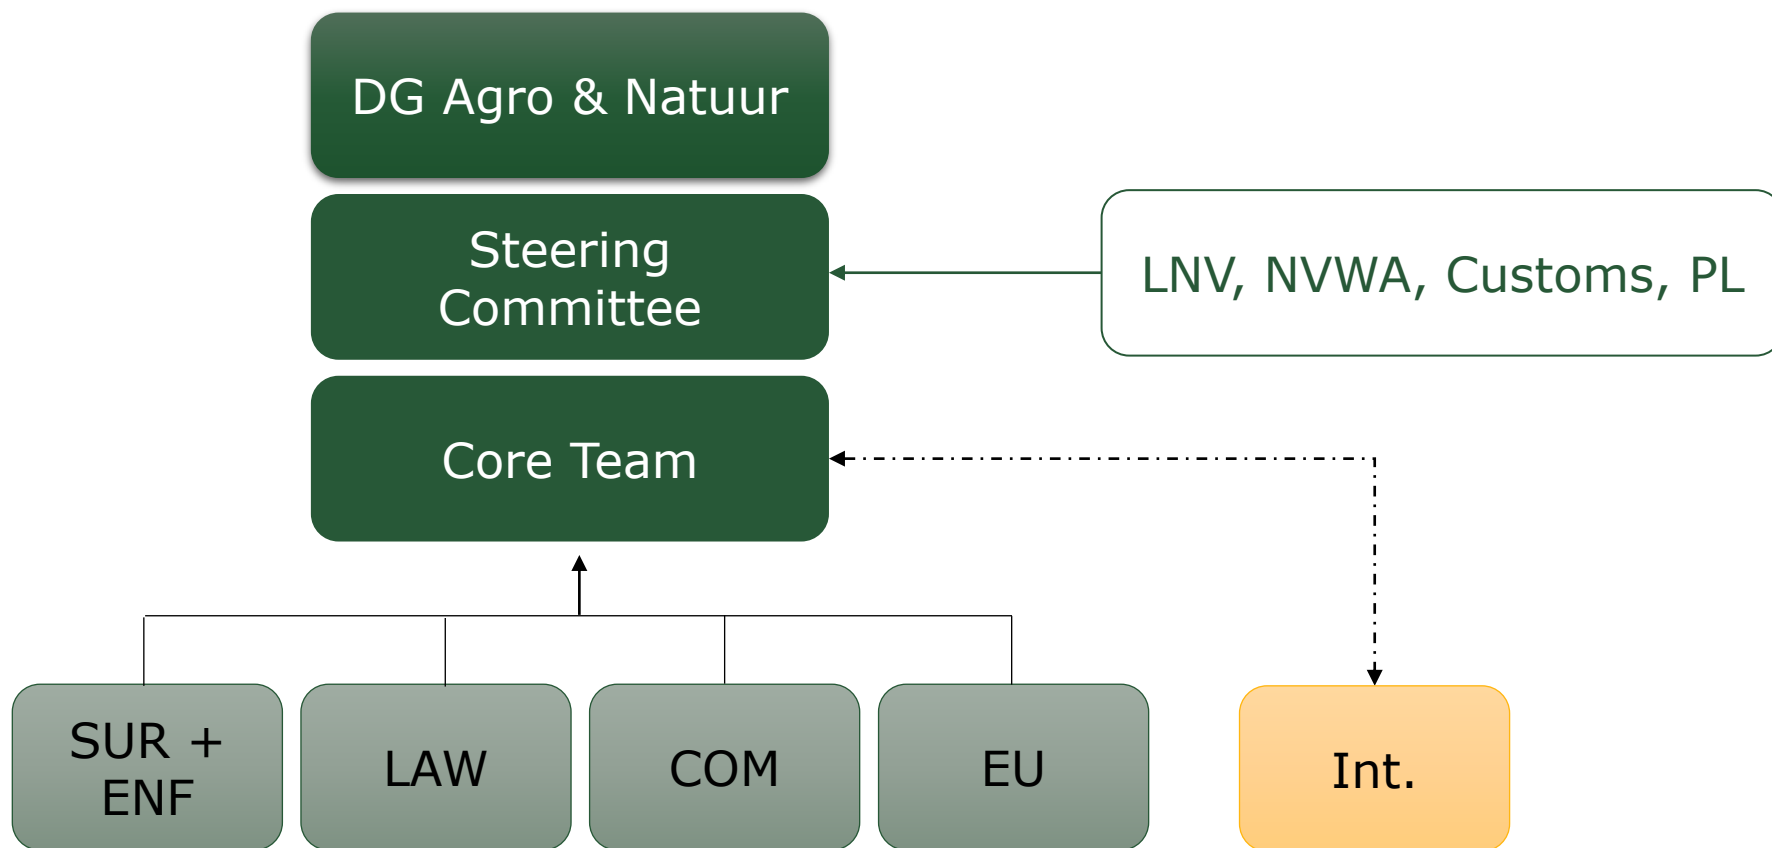 DG Agro & Natuur
Steering
Committee
LNV, NVWA, Customs, PL
Core Team
SUR +
ENF
LAW
COM
EU
Int.